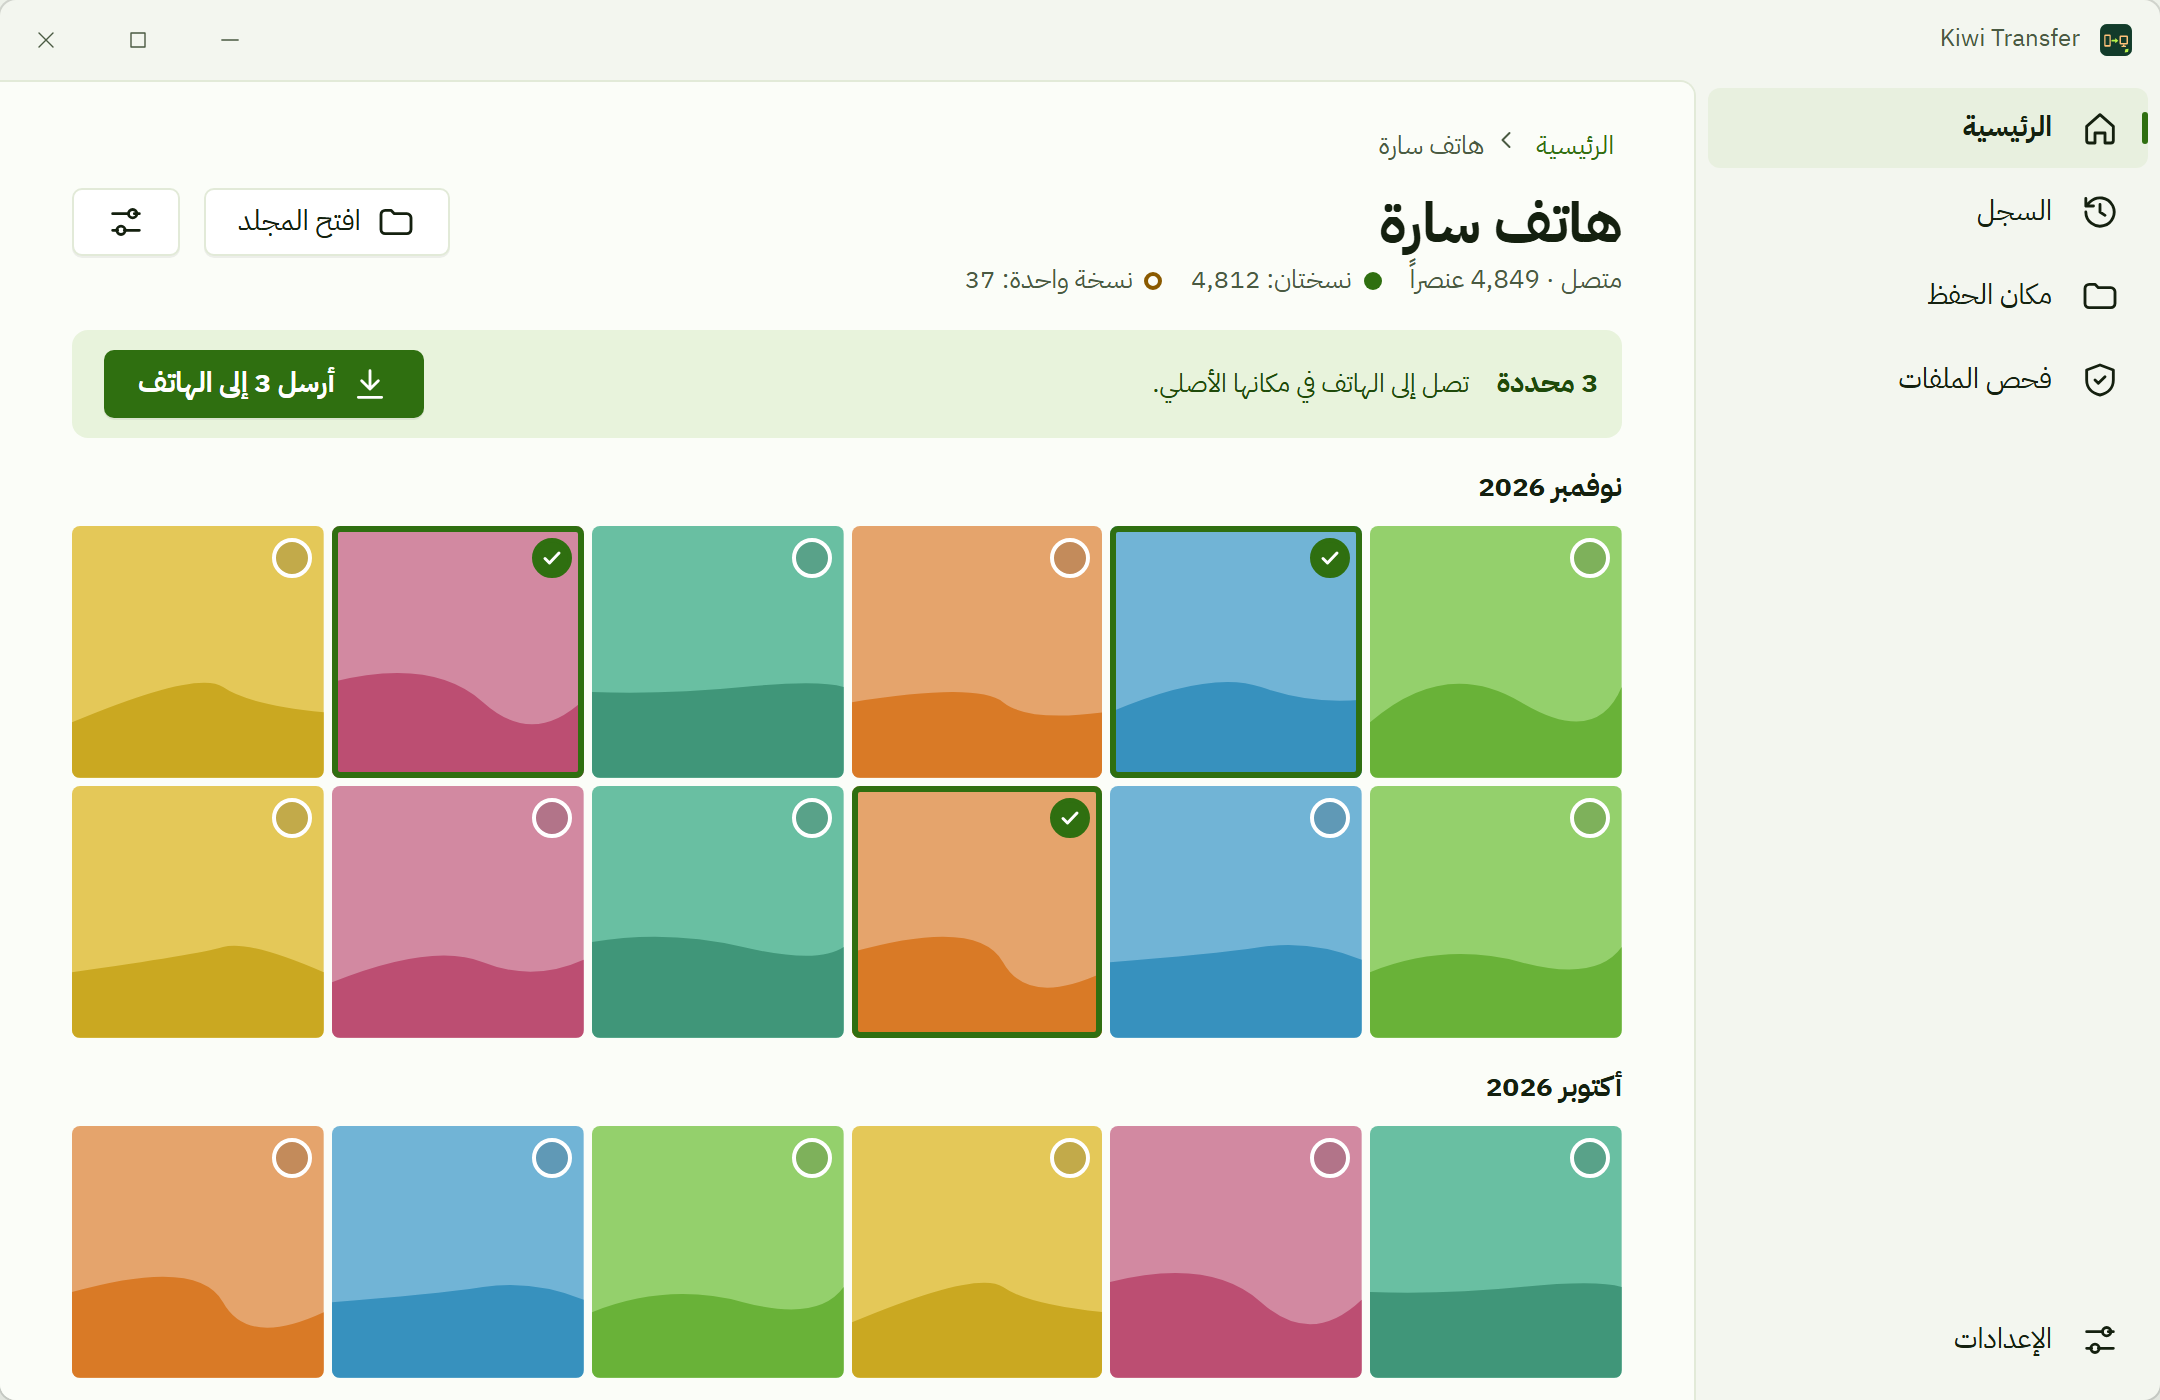 Kiwi Transfer
الرئيسية
السجل
مكان الحفظ
فحص الملفات
الإعدادات
الرئيسية
هاتف سارة
هاتف سارة
افتح المجلد
متصل · 4,849 عنصراً نسختان: 4,812 نسخة واحدة: 37
3 محددة تصل إلى الهاتف في مكانها الأصلي.
أرسل 3 إلى الهاتف
نوفمبر 2026
أكتوبر 2026